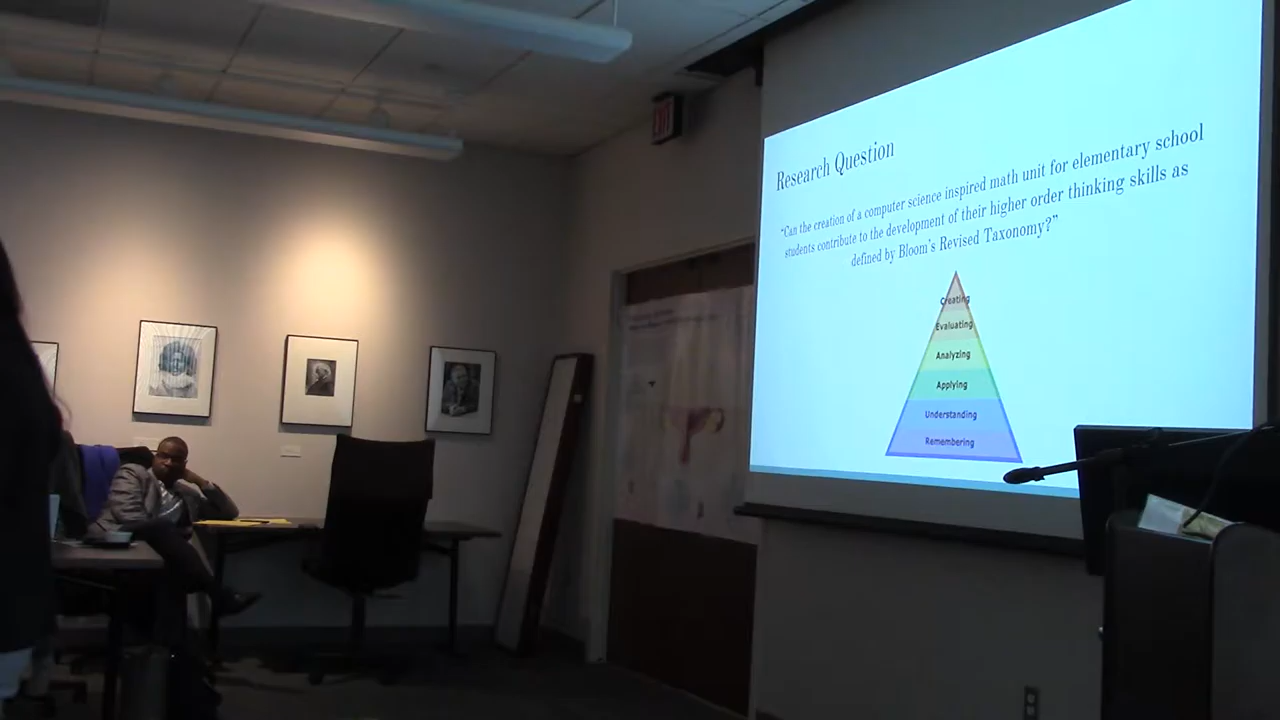 EXIT
Research Question
“Can the creation of a computer science inspired math unit for elementary school
students contribute to the development of their higher order thinking skills as
defined by Bloom’s Revised Taxonomy?”
Creating
Evaluating
Analyzing
Applying
Understanding
Remembering